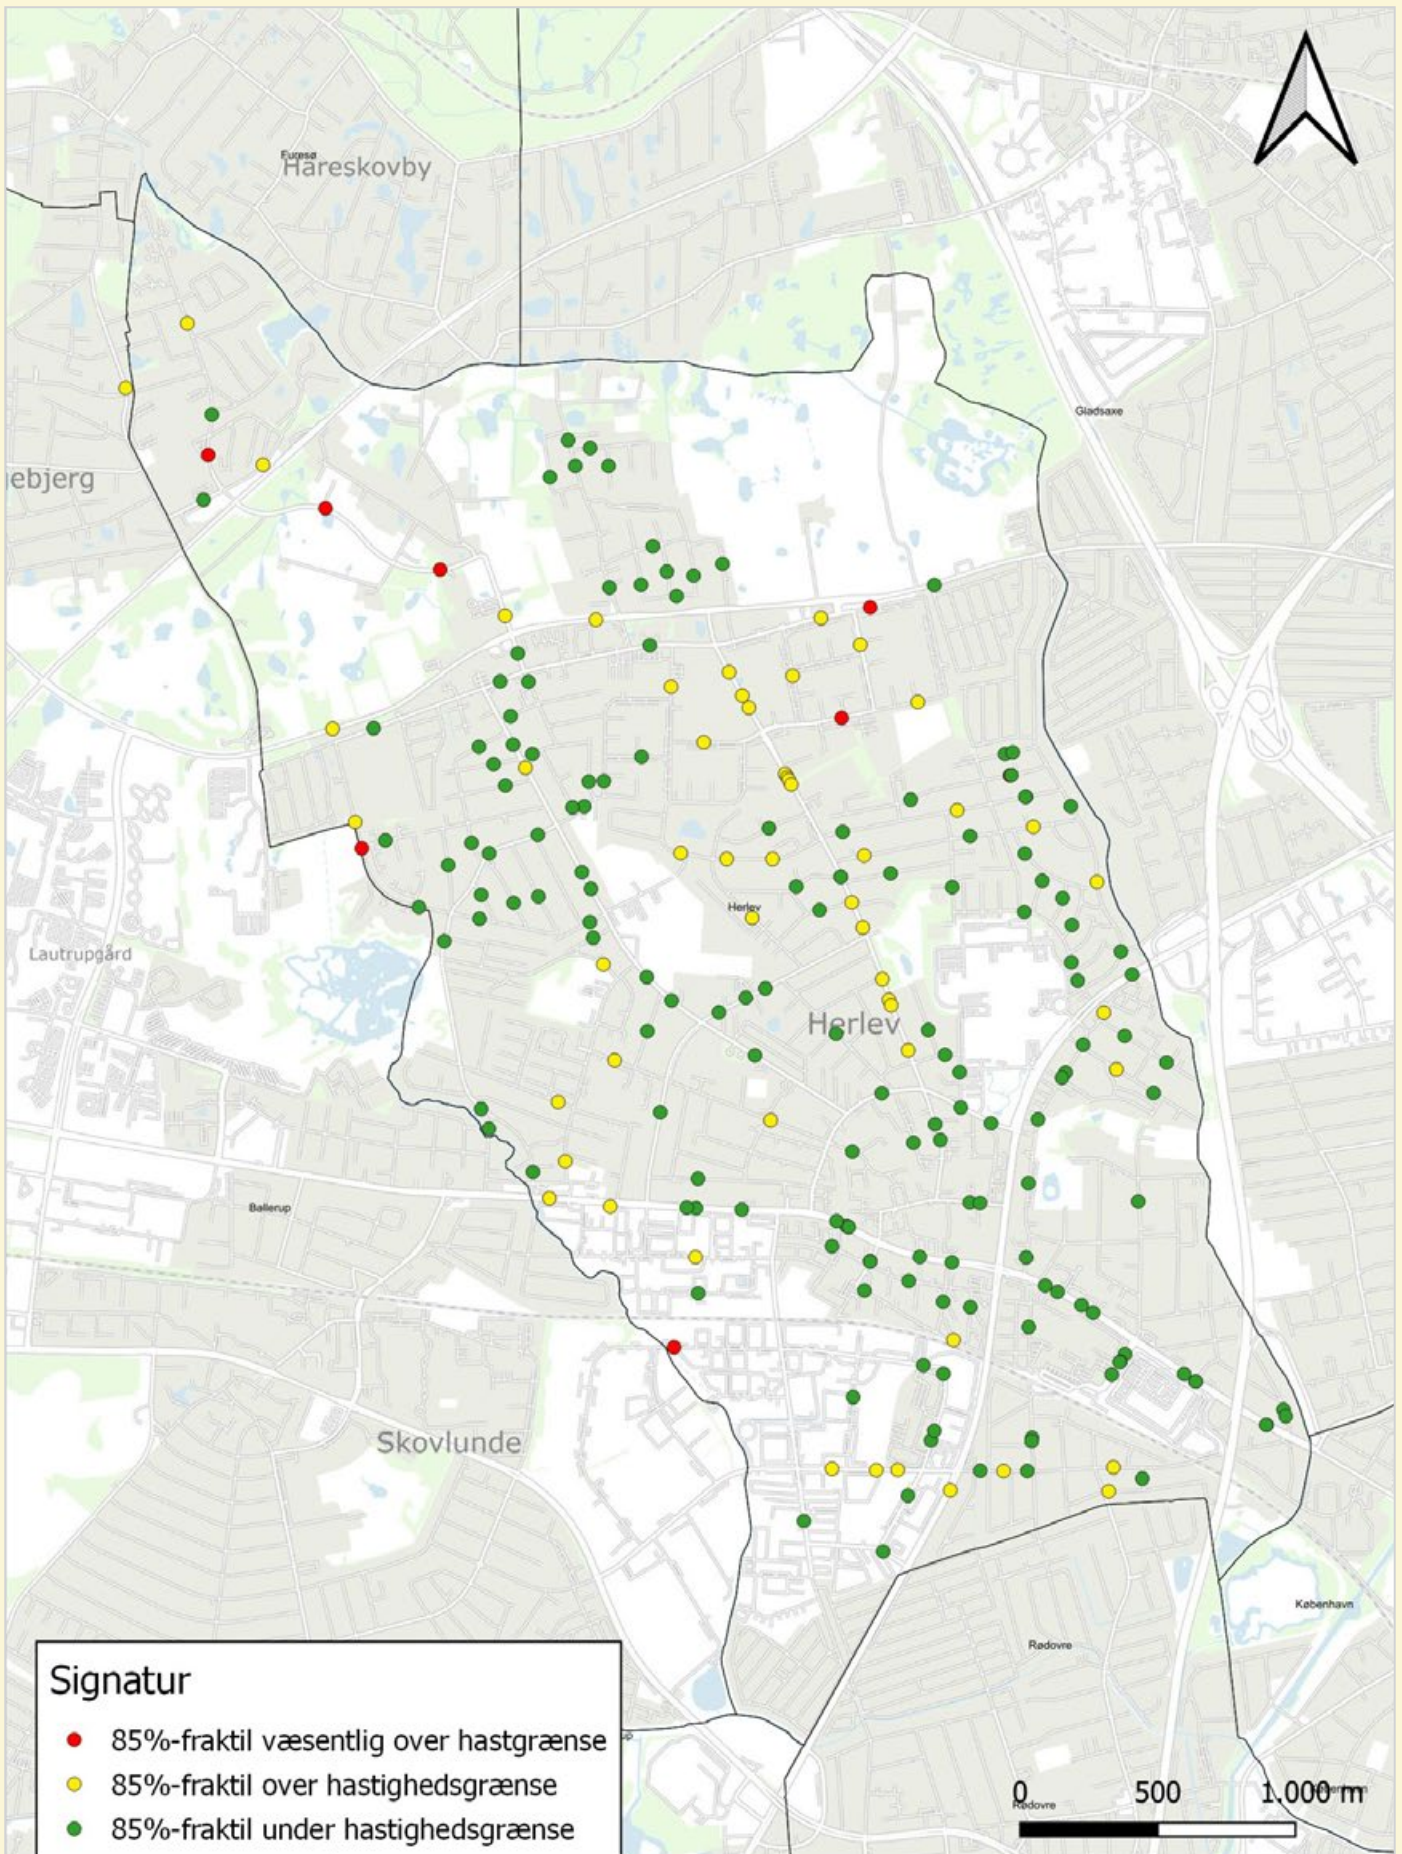 Furesø
Hareskovby
Gladsaxe
ebjerg
Herlev
Lautrupgård
Herlev
Ballerup
Skovlunde
København
Rødovre
Signatur
85%-fraktil væsentlig over hastgrænse
85%-fraktil over hastighedsgrænse
85%-fraktil under hastighedsgrænse
0 500 1.000 m
Rødovre